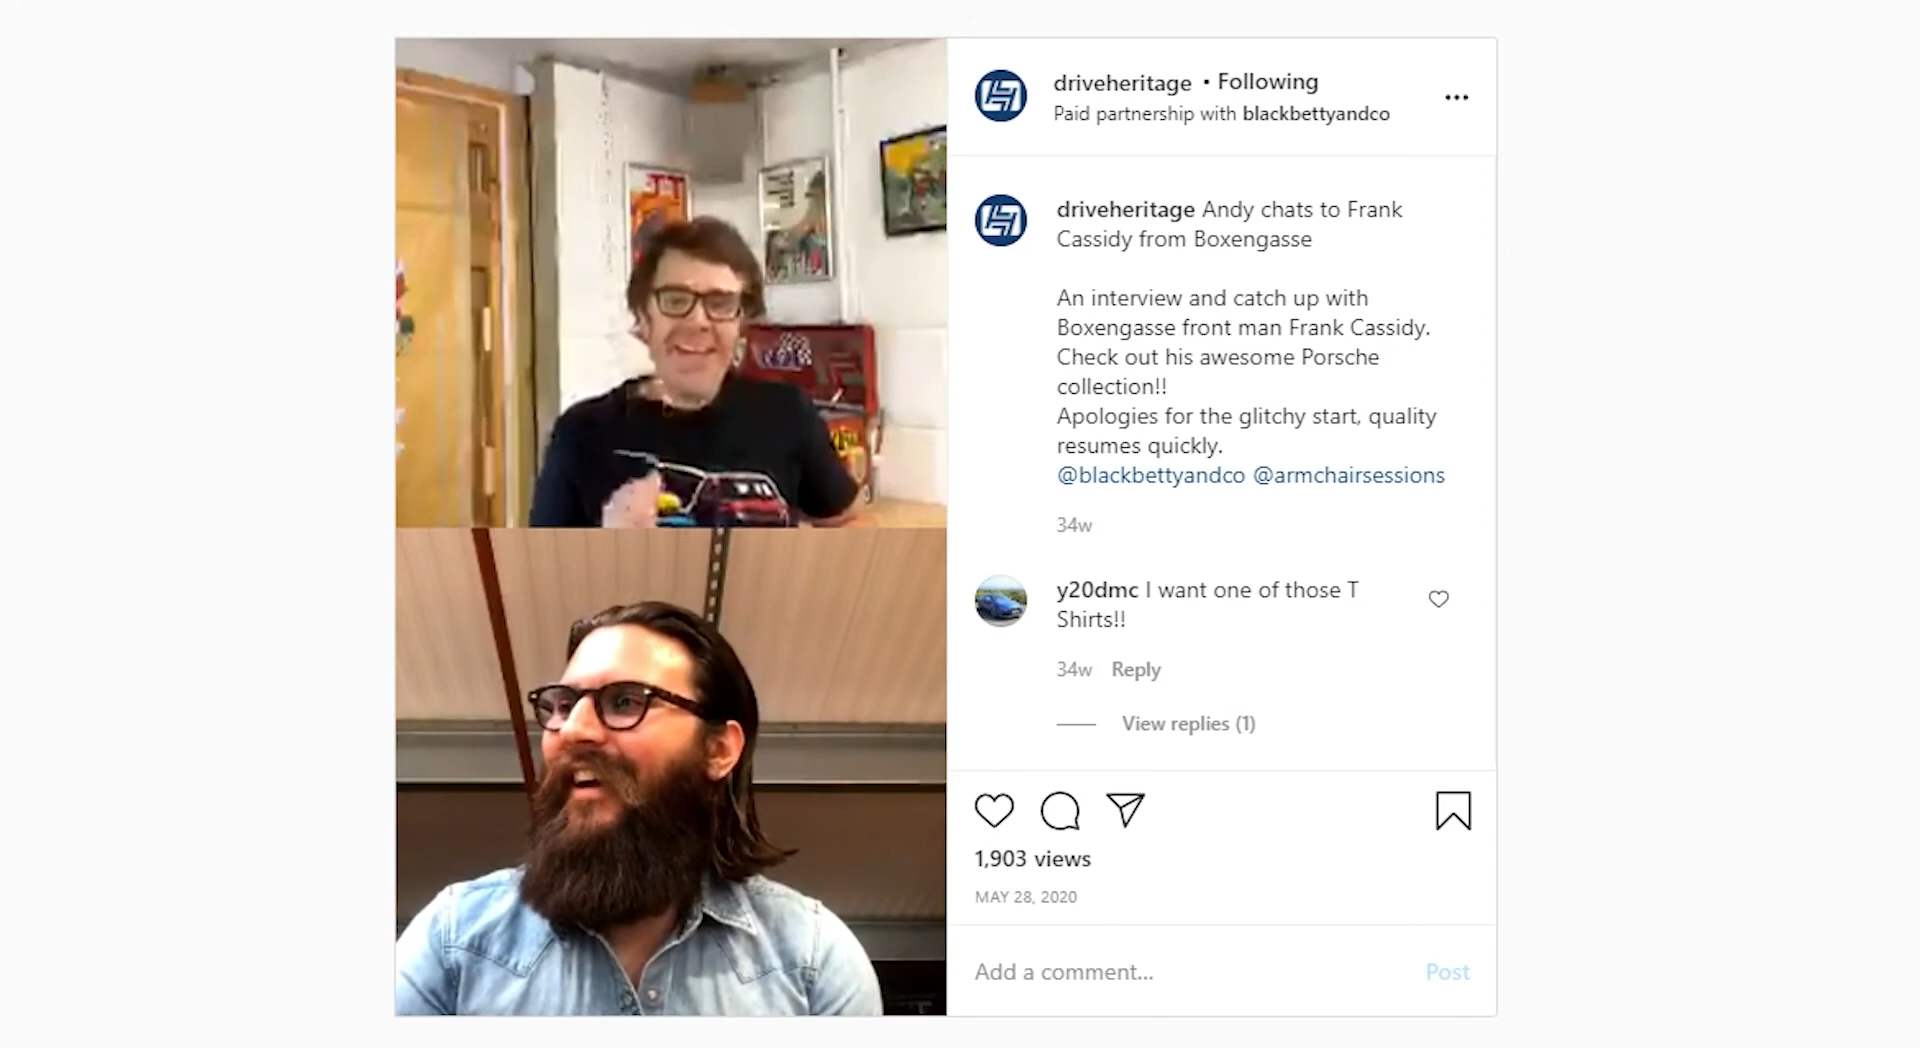 driveheritage • Following
Paid partnership with blackbettyandco
driveheritage Andy chats to Frank
Cassidy from Boxengasse
An interview and catch up with
Boxengasse front man Frank Cassidy.
Check out his awesome Porsche
collection!!
Apologies for the glitchy start, quality
resumes quickly.
@blackbettyandco @armchairsessions
34w
y20dmc I want one of those T
Shirts!!
34w Reply
View replies (1)
1,903 views
MAY 28, 2020
Add a comment...
Post